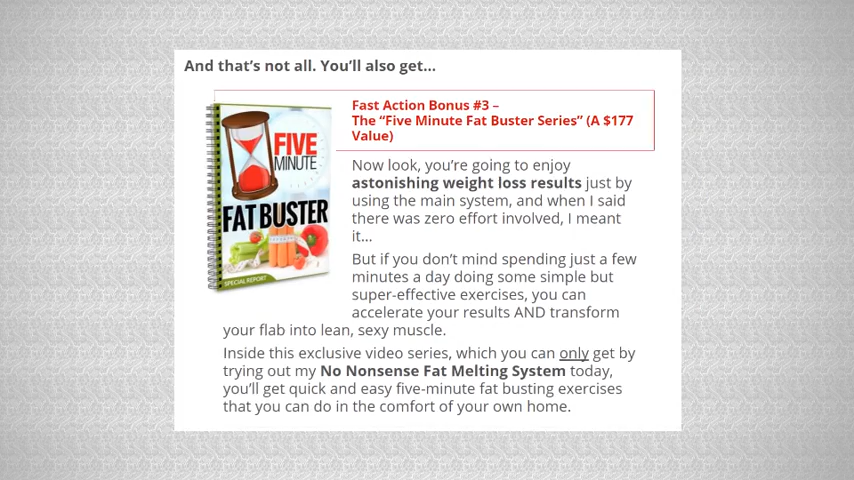 And that's not all. You'll also get...
Fast Action Bonus #3 –
The “Five Minute Fat Buster Series” (A $177
Value)
FIVE
MINUTE
FAT BUSTER
SPECIAL REPORT
Now look, you're going to enjoy
astonishing weight loss results just by
using the main system, and when I said
there was zero effort involved, I meant
it...
But if you don't mind spending just a few
minutes a day doing some simple but
super-effective exercises, you can
accelerate your results AND transform
your flab into lean, sexy muscle.
Inside this exclusive video series, which you can only get by
trying out my No Nonsense Fat Melting System today,
you'll get quick and easy five-minute fat busting exercises
that you can do in the comfort of your own home.